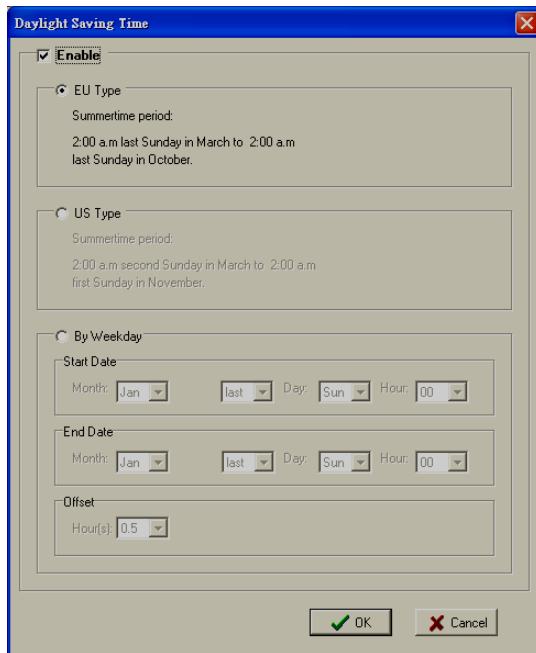 Daylight Saving Time
Enable
EU Type
Summertime period:
2:00 a.m last Sunday in March to 2:00 a.m
last Sunday in October.
US Type
Summertime period:
2:00 a.m second Sunday in March to 2:00 a.m
first Sunday in November.
By Weekday
Start Date
Month: Jan last Day: Sun Hour: 00
End Date
Month: Jan last Day: Sun Hour: 00
Offset
Hour(s): 0.5
OK Cancel